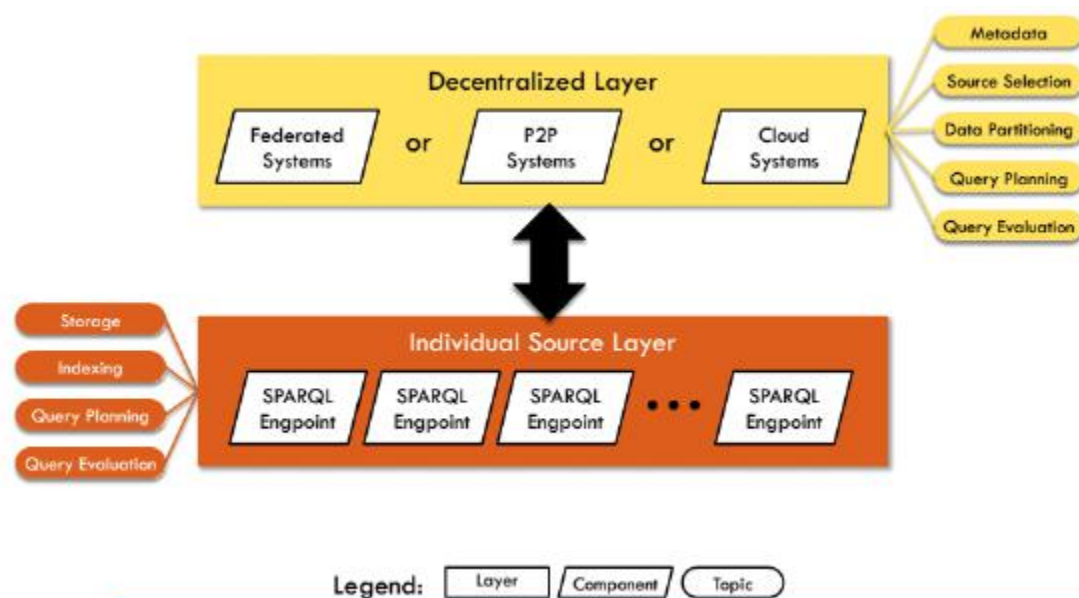 Metadata
Decentralized Layer
Source Selection
Federated
Systems
or
P2P
Systems
or
Cloud
Systems
Data Partitioning
Query Planning
Query Evaluation
Storage
Individual Source Layer
Indexing
Query Planning
Query Evaluation
SPARQL
Engpoint
SPARQL
Engpoint
SPARQL
Engpoint
SPARQL
Engpoint
Legend:
Layer
Component
Topic